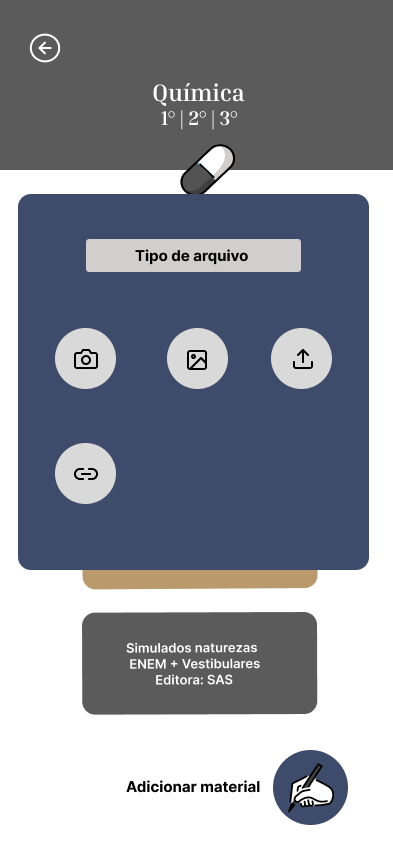 Química
1° | 2° | 3°
Tipo de arquivo
Simulados naturezas
ENEM + Vestibulares
Editora: SAS
Adicionar material